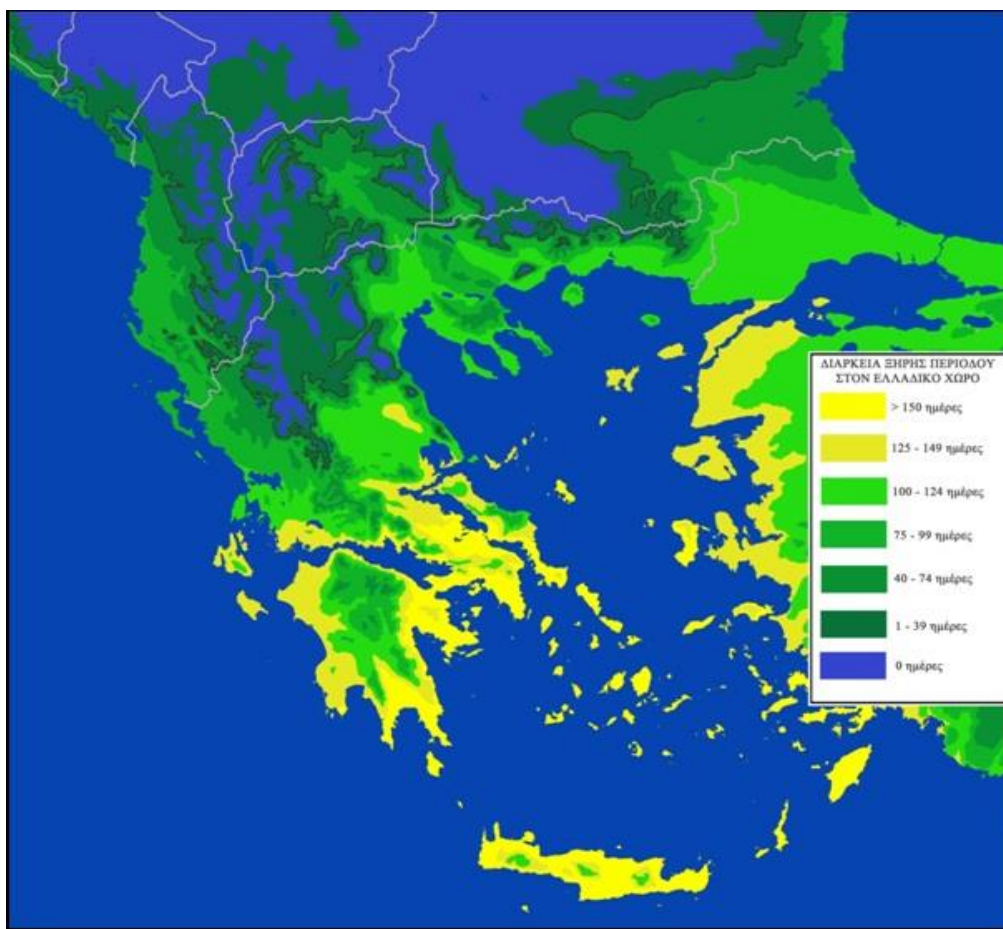 ΔΙΑΡΚΕΙΑ ΞΗΡΗΣ ΠΕΡΙΟΔΟΥ
ΣΤΟΝ ΕΛΛΑΔΙΚΟ ΧΩΡΟ
> 150 ημέρες
125 - 149 ημέρες
100 - 124 ημέρες
75 - 99 ημέρες
40 - 74 ημέρες
1 - 39 ημέρες
0 ημέρες